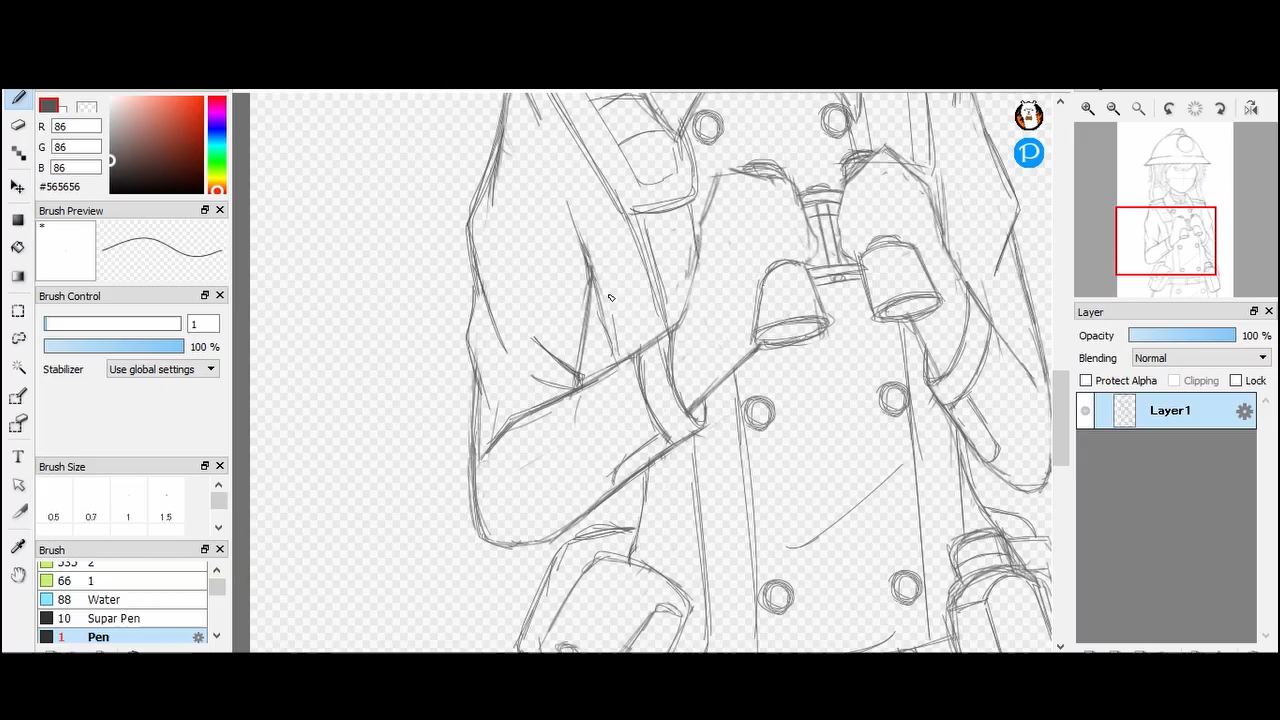 R 86
G 86
B 86
#565656
Brush Preview
*
Brush Control
1
100 %
Stabilizer Use global settings
Brush Size
0.5 0.7 1 1.5
Brush
2
66 1
88 Water
10 Supar Pen
1 Pen
P
Layer
Opacity 100 %
Blending Normal
Protect Alpha Clipping Lock
Layer1